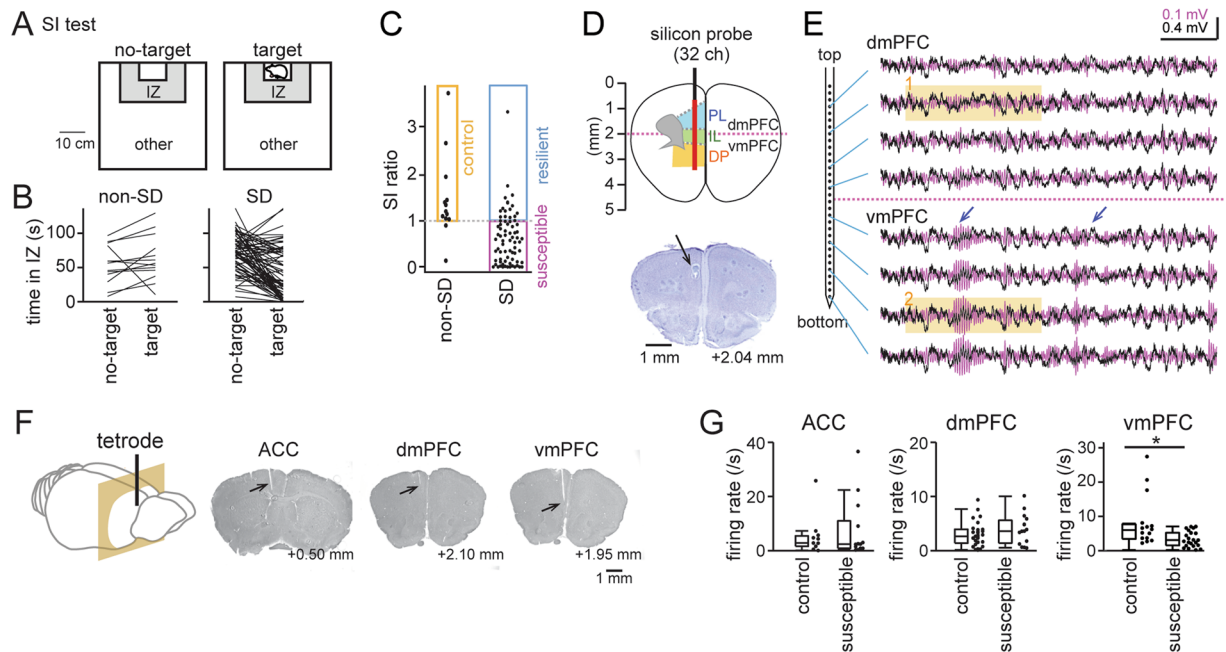 A SI test
no-target
target
IZ
IZ
other
other
10 cm
B
non-SD
SD
time in IZ (s)
100
50
0
no-target
target
no-target
target
C
SI ratio
3
2
1
0
control
resilient
susceptible
non-SD
SD
D
silicon probe
(32 ch)
0
1
2
3
4
5
(mm)
PL
dmPFC
IL
vmPFC
DP
1 mm
+2.04 mm
E
0.1 mV
0.4 mV
dmPFC
top
1
vmPFC
2
bottom
F
tetrode
ACC
dmPFC
vmPFC
+0.50 mm
+2.10 mm
+1.95 mm
1 mm
G
ACC
dmPFC
vmPFC
firing rate (/s)
40
20
0
control
susceptible
firing rate (/s)
20
10
0
control
susceptible
firing rate (/s)
30
20
10
0
*
control
susceptible